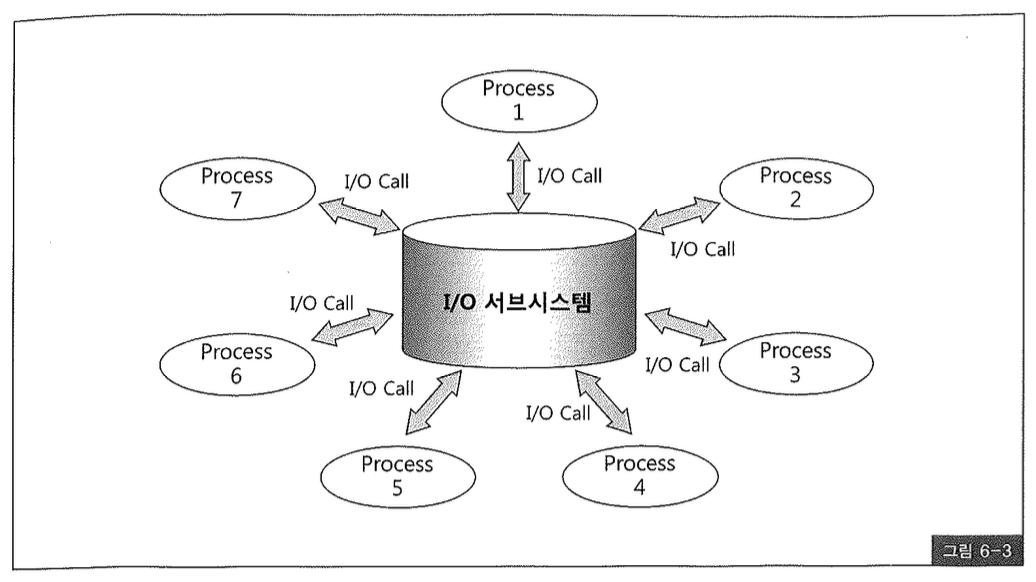 Process
1
I/O Call
Process
7
I/O Call
Process
2
I/O Call
I/O 서브시스템
I/O Call
Process
6
I/O Call
Process
3
I/O Call
Process
5
I/O Call
Process
4
그림 6-3